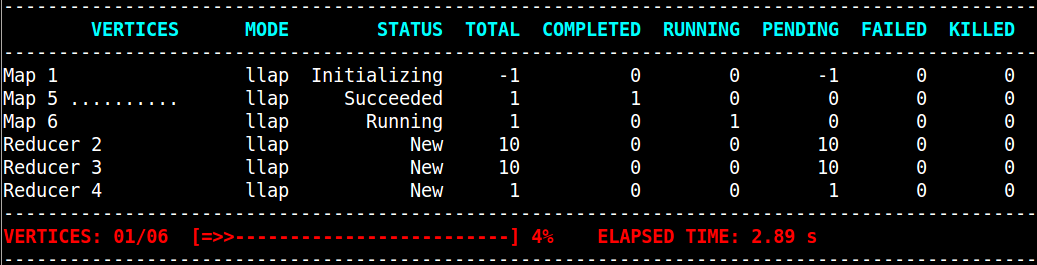 ----------------------------------------------------------------------------------------------
        VERTICES      MODE        STATUS  TOTAL  COMPLETED  RUNNING  PENDING  FAILED  KILLED
----------------------------------------------------------------------------------------------
Map 1                 llap  Initializing     -1          0        0       -1       0       0
Map 5 ..........      llap     Succeeded      1          1        0        0       0       0
Map 6                 llap       Running      1          0        1        0       0       0
Reducer 2             llap           New     10          0        0       10       0       0
Reducer 3             llap           New     10          0        0       10       0       0
Reducer 4             llap           New      1          0        0        1       0       0
----------------------------------------------------------------------------------------------
VERTICES: 01/06  [=>>-------------------------] 4%    ELAPSED TIME: 2.89 s
----------------------------------------------------------------------------------------------